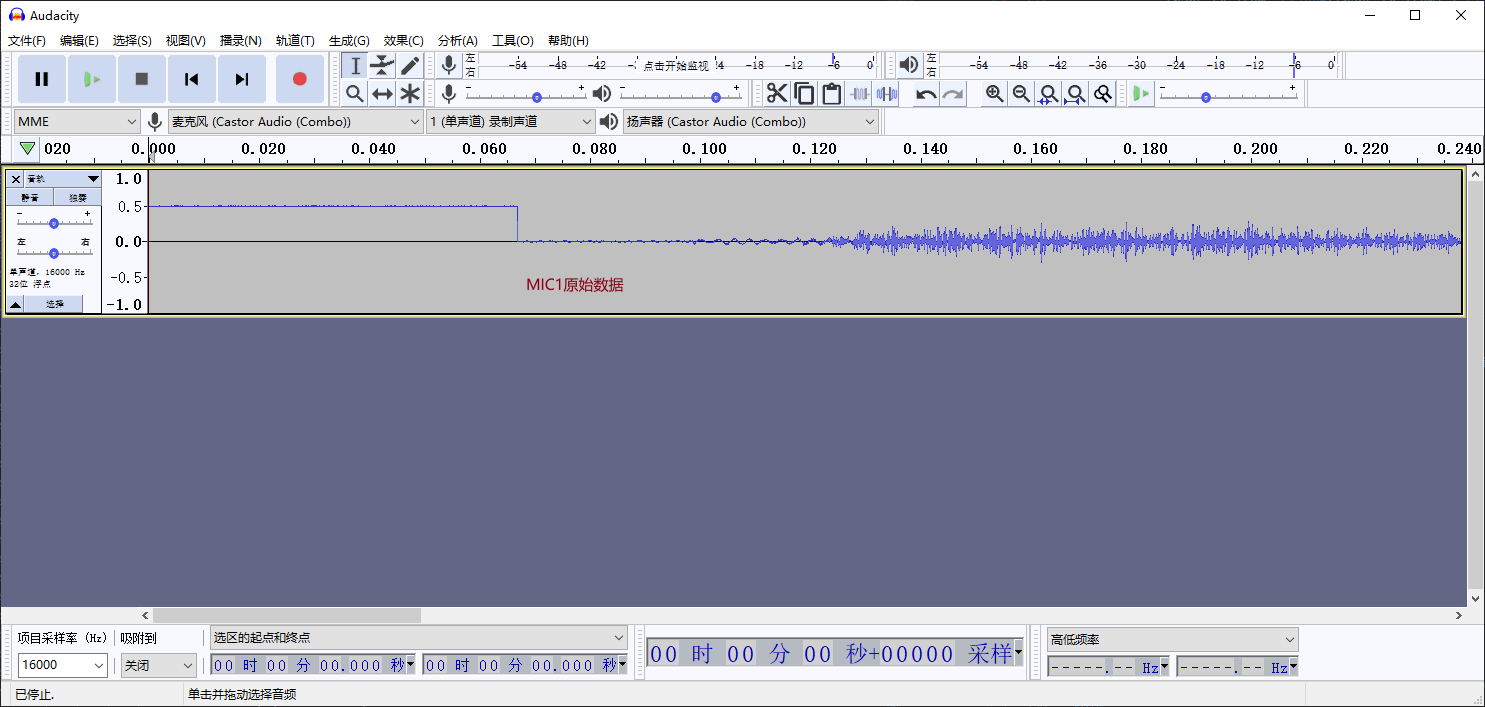 Audacity
文件(F) 编辑(E) 选择(S) 视图(V) 播录(N) 轨道(T) 生成(G) 效果(C) 分析(A) 工具(O) 帮助(H)
左 右 -54 -48 -42 点击开始监视 -18 -12 -6 0
左 右 -54 -48 -42 -36 -30 -24 -18 -12 -6 0
- + - + - +
MME 麦克风 (Castor Audio (Combo)) 1 (单声道) 录制声道 扬声器 (Castor Audio (Combo))
020 0.000 0.020 0.040 0.060 0.080 0.100 0.120 0.140 0.160 0.180 0.200 0.220 0.240
音轨
静音 独奏
- +
左 右
单声道, 16000 Hz
32位 浮点
选择
1.0
0.5
0.0
-0.5
-1.0
MIC1原始数据
项目采样率 (Hz) 吸附到 选区的起点和终点
16000 关闭 00 时 00 分 00.000 秒 00 时 00 分 00.000 秒
00 时 00 分 00 秒+00000 采样
高低频率
-----.-- Hz -----.-- Hz
已停止. 单击并拖动选择音频